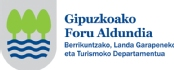 Gipuzkoako
Foru Aldundia
Berrikuntzako, Landa Garapeneko
eta Turismoko Departamentua